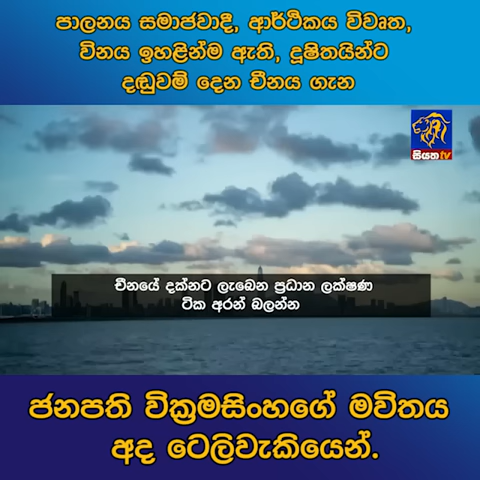 පාලනය සමාජවාදී, ආර්ථිකය විවෘත,
විනය ඉහළින්ම ඇති, දූෂිතයින්ට
දඬුවම් දෙන චීනය ගැන
සියත tv
චීනයේ දක්නට ලැබෙන ප්‍රධාන ලක්ෂණ
ටික අරන් බලන්න
ජනපති වික්‍රමසිංහගේ මවිතය
අද ටෙලිවැකියෙන්.